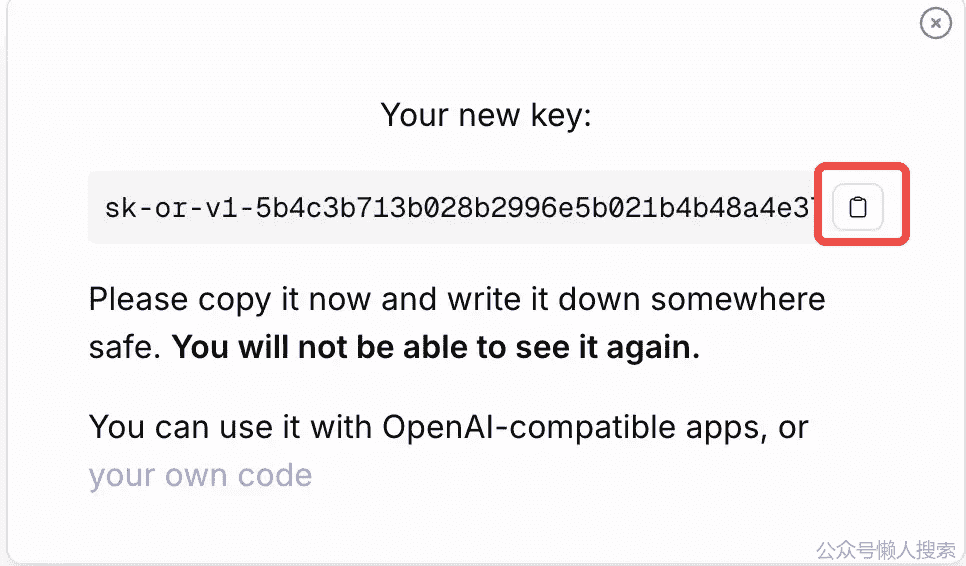 Your new key:
sk-or-v1-5b4c3b713b028b2996e5b021b4b48a4e37
Please copy it now and write it down somewhere
safe. You will not be able to see it again.
You can use it with OpenAI-compatible apps, or
your own code
公众号懒人搜索